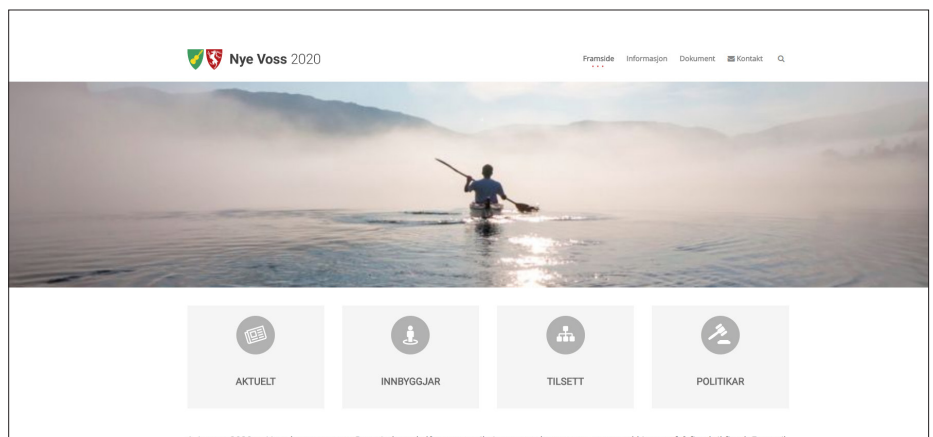 Nye Voss 2020
Framside Informasjon Dokument Kontakt
AKTUELT INNBYGGJAR TILSETT POLITIKAR